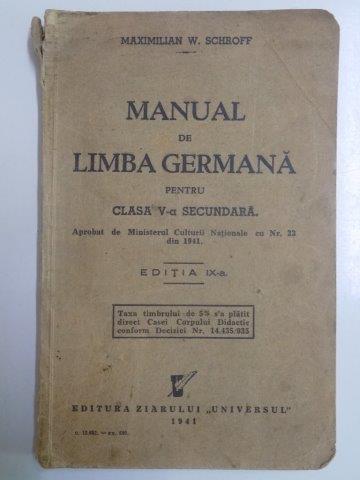 MAXIMILIAN W. SCHROFF
MANUAL
DE
LIMBA GERMANĂ
PENTRU
CLASA V-a SECUNDARĂ.
Aprobat de Ministerul Culturii Naționale cu Nr. 23
din 1941.
EDIȚIA IX-a.
Taxa timbrului de 5% s'a plătit
direct Casei Corpului Didactic
conform Deciziei Nr. 14.435/935
EDITURA ZIARULUI „UNIVERSUL"
1941